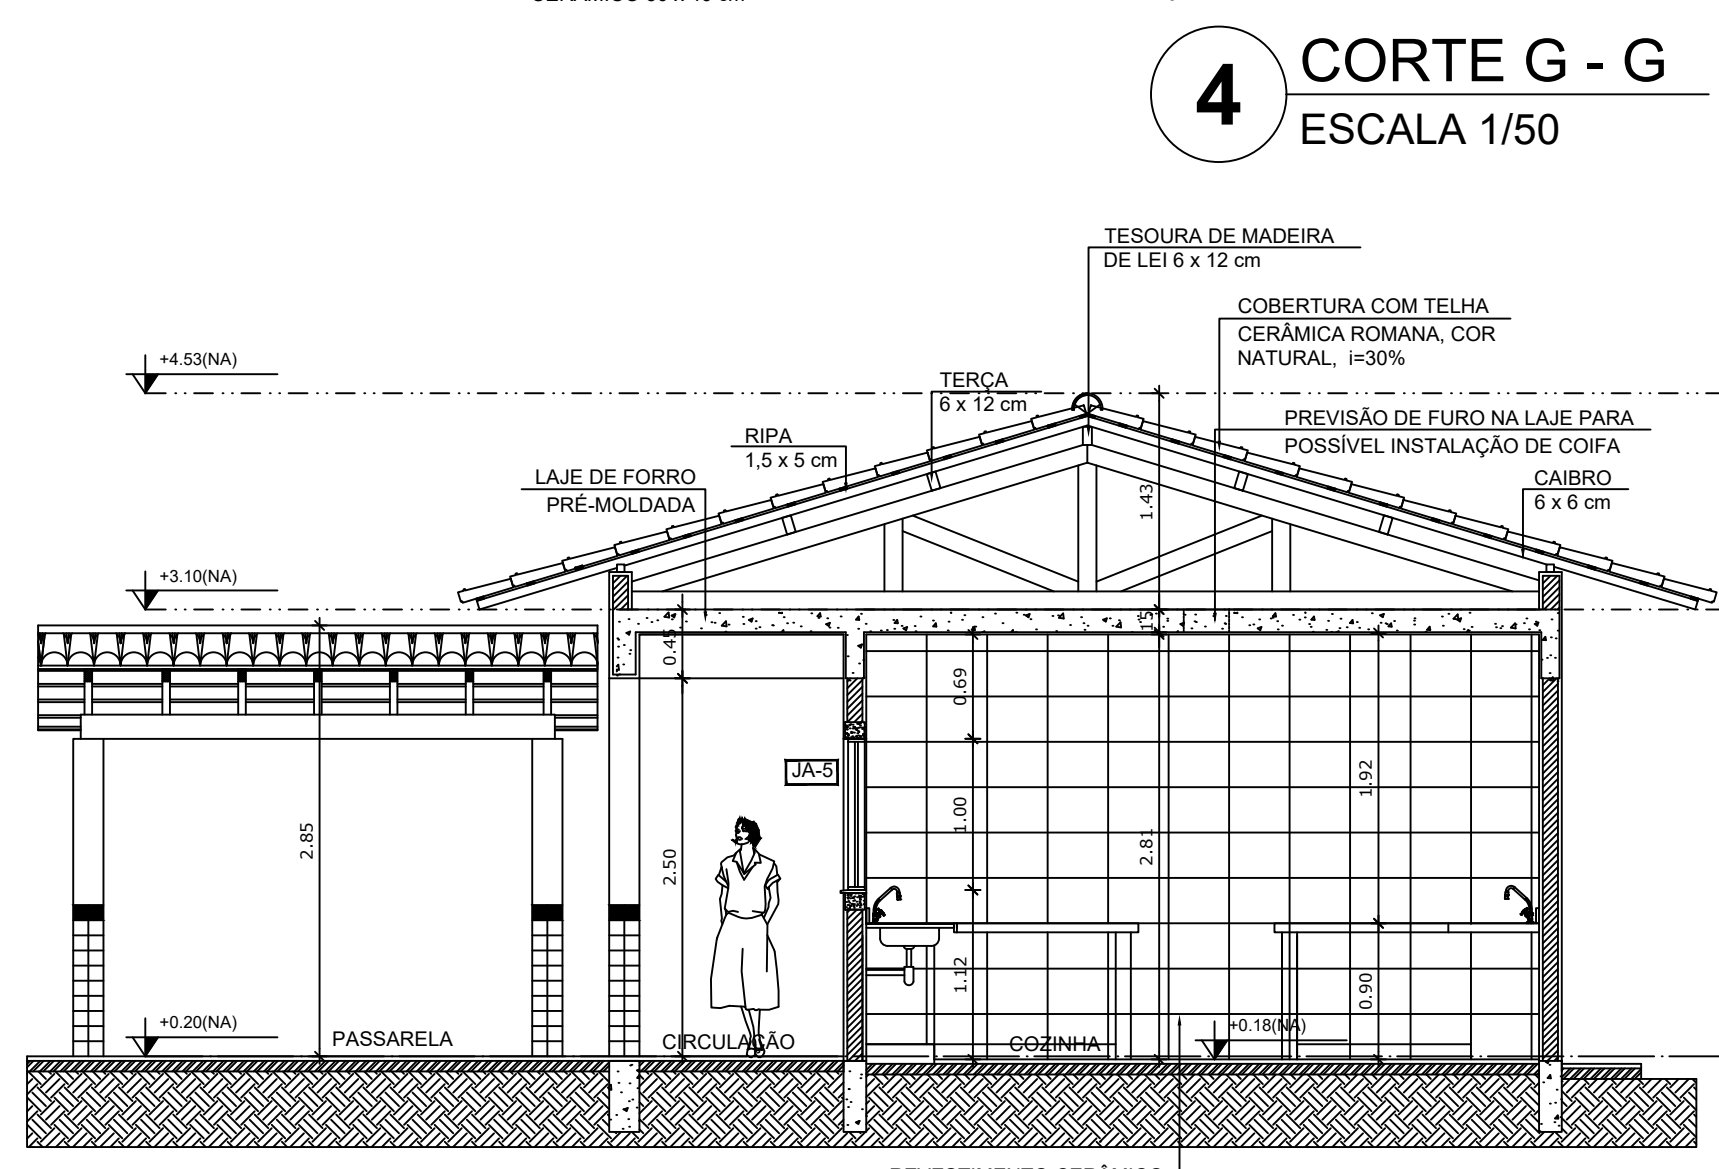 4
CORTE G - G
ESCALA 1/50
TESOURA DE MADEIRA
DE LEI 6 x 12 cm
COBERTURA COM TELHA
CERÂMICA ROMANA, COR
NATURAL, i=30%
+4.53(NA)
TERÇA
6 x 12 cm
PREVISÃO DE FURO NA LAJE PARA
POSSÍVEL INSTALAÇÃO DE COIFA
RIPA
1,5 x 5 cm
LAJE DE FORRO
PRÉ-MOLDADA
CAIBRO
6 x 6 cm
1.43
+3.10(NA)
15
0.45
0.69
JA-5
1.92
1.00
2.85
2.50
2.81
1.12
0.90
+0.20(NA)
PASSARELA
CIRCULAÇÃO
COZINHA
+0.18(NA)